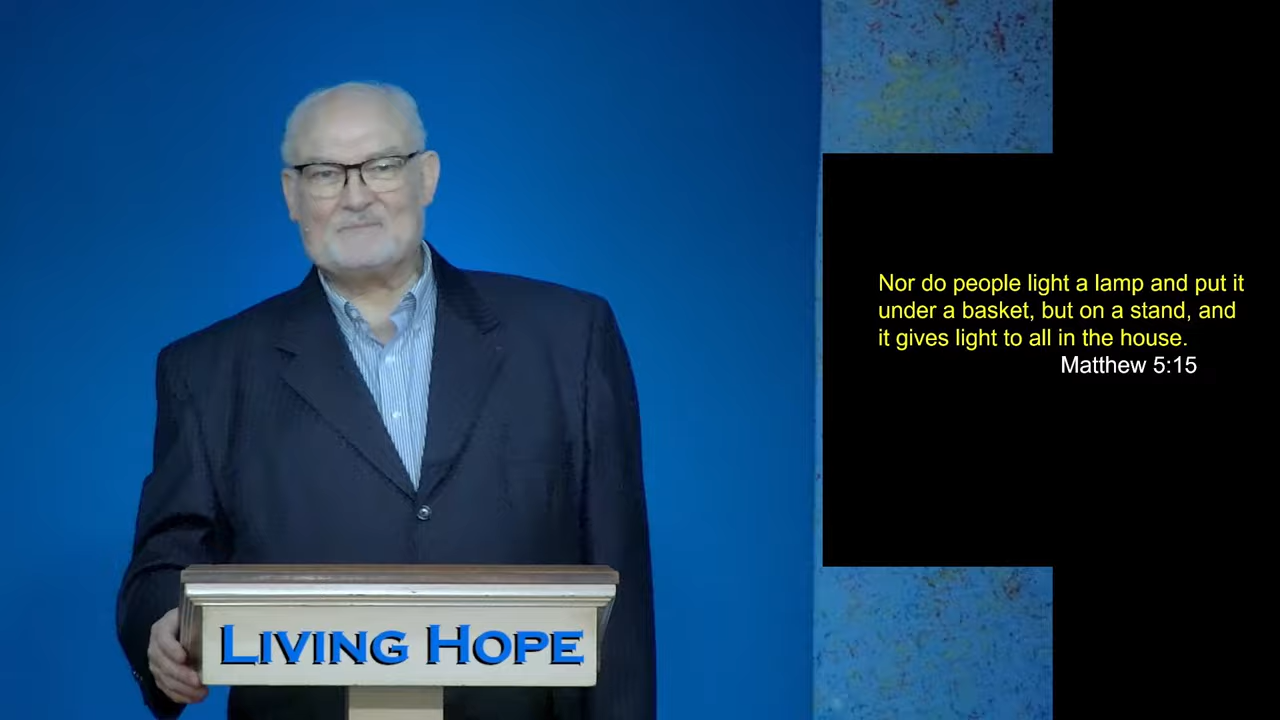 Nor do people light a lamp and put it
under a basket, but on a stand, and
it gives light to all in the house.
Matthew 5:15
LIVING HOPE